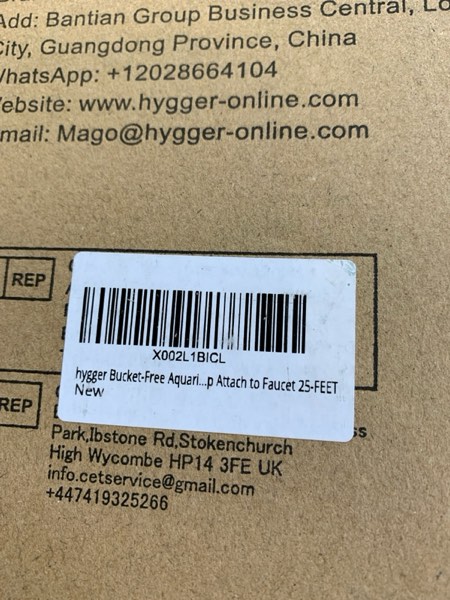 Add: Bantian Group Business Central, Lo
City, Guangdong Province, China
WhatsApp: +12028664104
Website: www.hygger-online.com
mail: Mago@hygger-online.com
REP
X002L1BICL
hygger Bucket-Free Aquari...p Attach to Faucet 25-FEET
New
REP
ss
Park,Ibstone Rd,Stokenchurch
High Wycombe HP14 3FE UK
info.cetservice@gmail.com
+447419325266